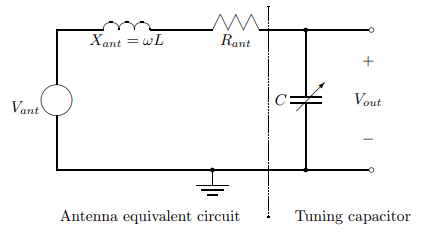 X_ant = ωL
R_ant
+
C
V_out
V_ant
−
Antenna equivalent circuit
Tuning capacitor